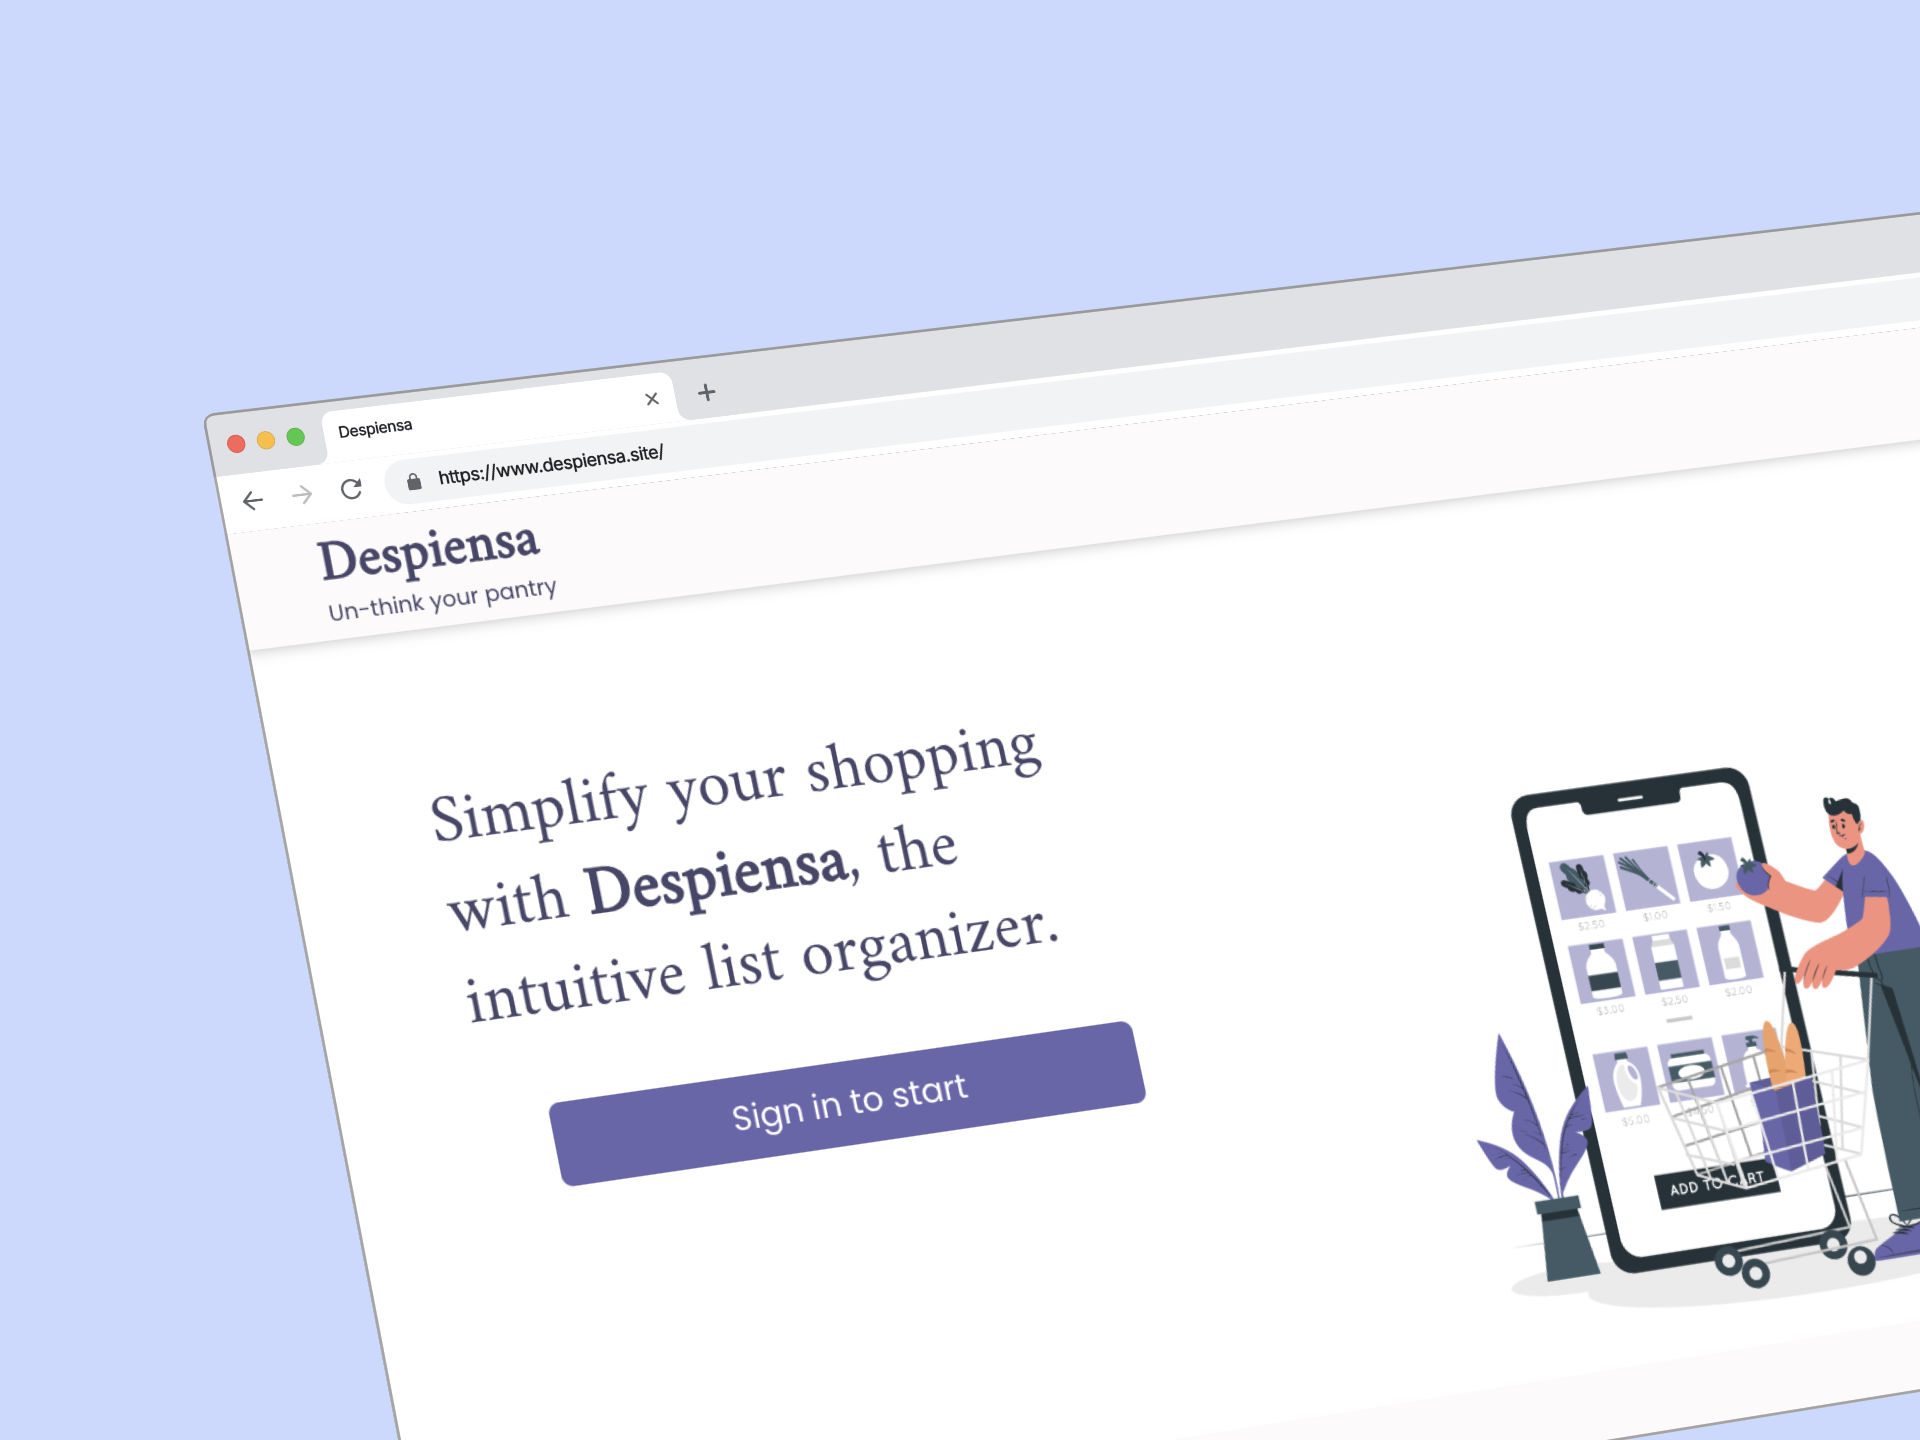 Despiensa
https://www.despiensa.site/
Despiensa
Un-think your pantry
Simplify your shopping
with Despiensa, the
intuitive list organizer.
Sign in to start
$2.50 $1.00 $1.50
$3.00 $2.50 $2.00
$5.00
ADD TO CART